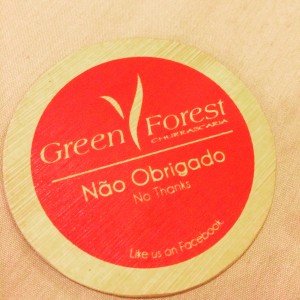 Green Forest
CHURRASCARIA
Não Obrigado
No Thanks
Like us on Facebook.